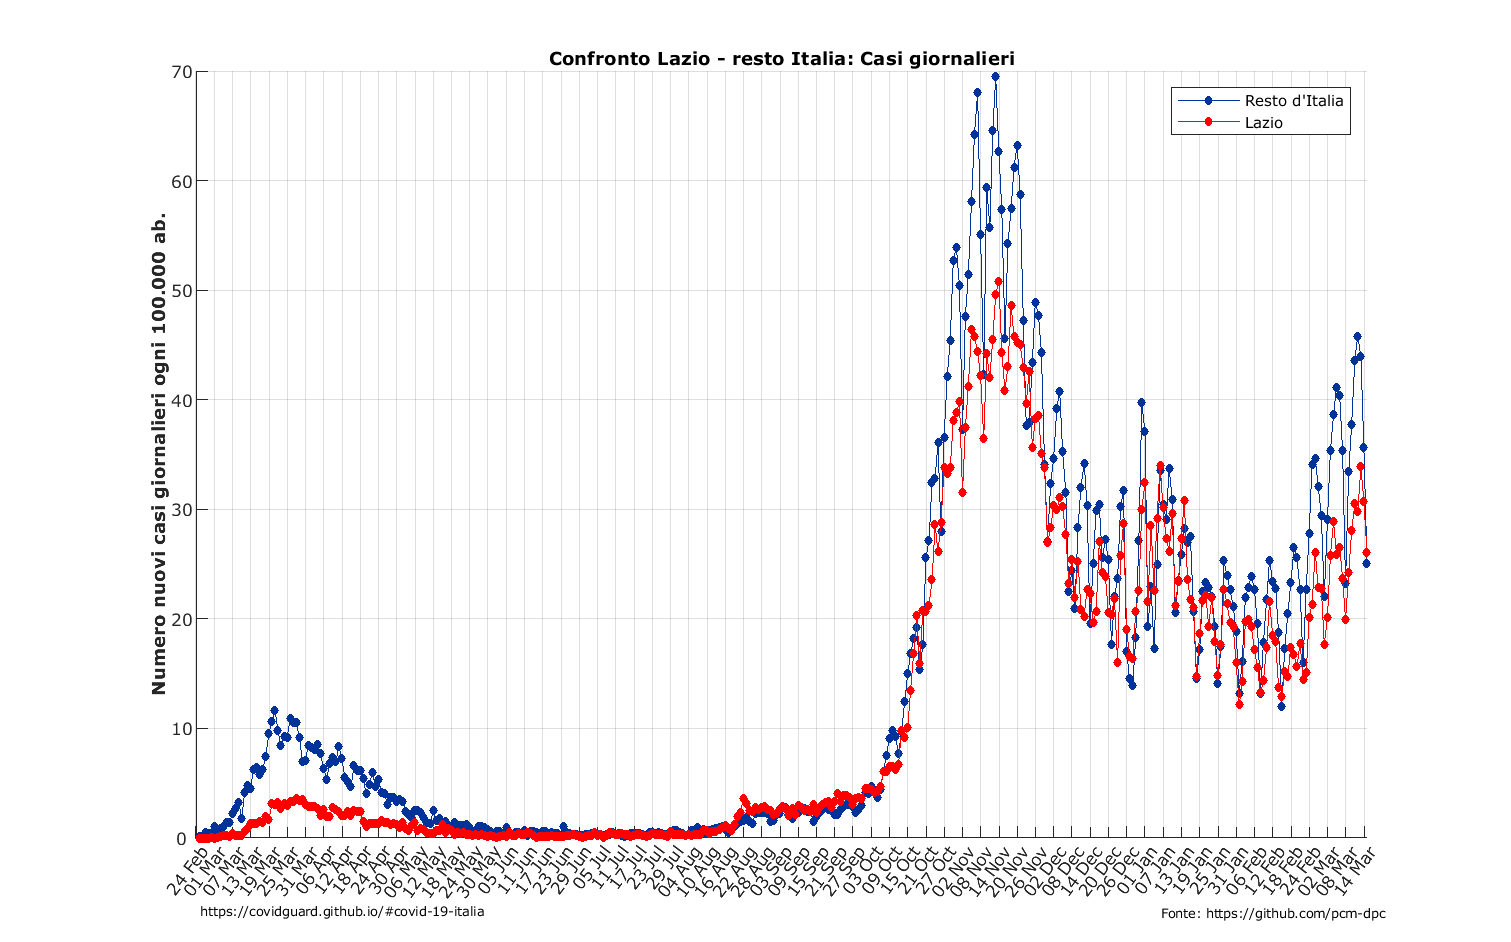 Confronto Lazio - resto Italia: Casi giornalieri
Numero nuovi casi giornalieri ogni 100.000 ab.
70
60
50
40
30
20
10
0
Resto d'Italia
Lazio
24 Feb
01 Mar
07 Mar
13 Mar
19 Mar
25 Mar
31 Mar
06 Apr
12 Apr
18 Apr
24 Apr
30 Apr
06 May
12 May
18 May
24 May
30 May
05 Jun
11 Jun
17 Jun
23 Jun
29 Jun
05 Jul
11 Jul
17 Jul
23 Jul
29 Jul
04 Aug
10 Aug
16 Aug
22 Aug
28 Aug
03 Sep
09 Sep
15 Sep
21 Sep
27 Sep
03 Oct
09 Oct
15 Oct
21 Oct
27 Oct
02 Nov
08 Nov
14 Nov
20 Nov
26 Nov
02 Dec
08 Dec
14 Dec
20 Dec
26 Dec
01 Jan
07 Jan
13 Jan
19 Jan
25 Jan
31 Jan
06 Feb
12 Feb
18 Feb
24 Feb
02 Mar
08 Mar
14 Mar
https://covidguard.github.io/#covid-19-italia
Fonte: https://github.com/pcm-dpc